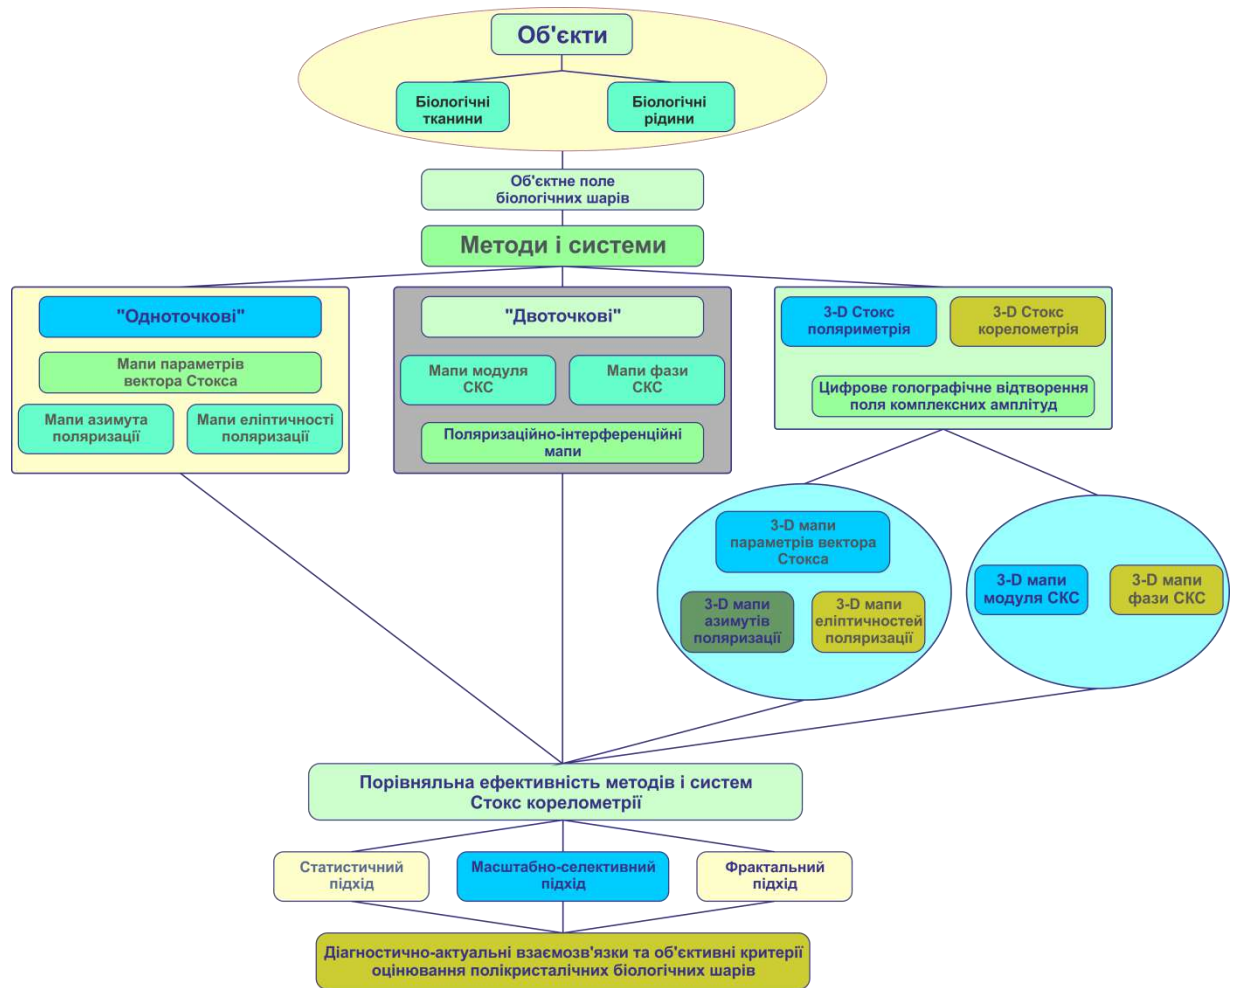 Об'єкти
Біологічні
тканини
Біологічні
рідини
Об'єктне поле
біологічних шарів
Методи і системи
"Одноточкові"
Мапи параметрів
вектора Стокса
Мапи азимута
поляризації
Мапи еліптичності
поляризації
"Двоточкові"
Мапи модуля
СКС
Мапи фази
СКС
Поляризаційно-інтерференційні
мапи
3-D Стокс
поляриметрія
3-D Стокс
корелометрія
Цифрове голографічне відтворення
поля комплексних амплітуд
3-D мапи
параметрів вектора
Стокса
3-D мапи
азимутів
поляризації
3-D мапи
еліптичностей
поляризації
3-D мапи
модуля СКС
3-D мапи
фази СКС
Порівняльна ефективність методів і систем
Стокс корелометрії
Статистичний
підхід
Масштабно-селективний
підхід
Фрактальний
підхід
Діагностично-актуальні взаємозв'язки та об'єктивні критерії
оцінювання полікристалічних біологічних шарів